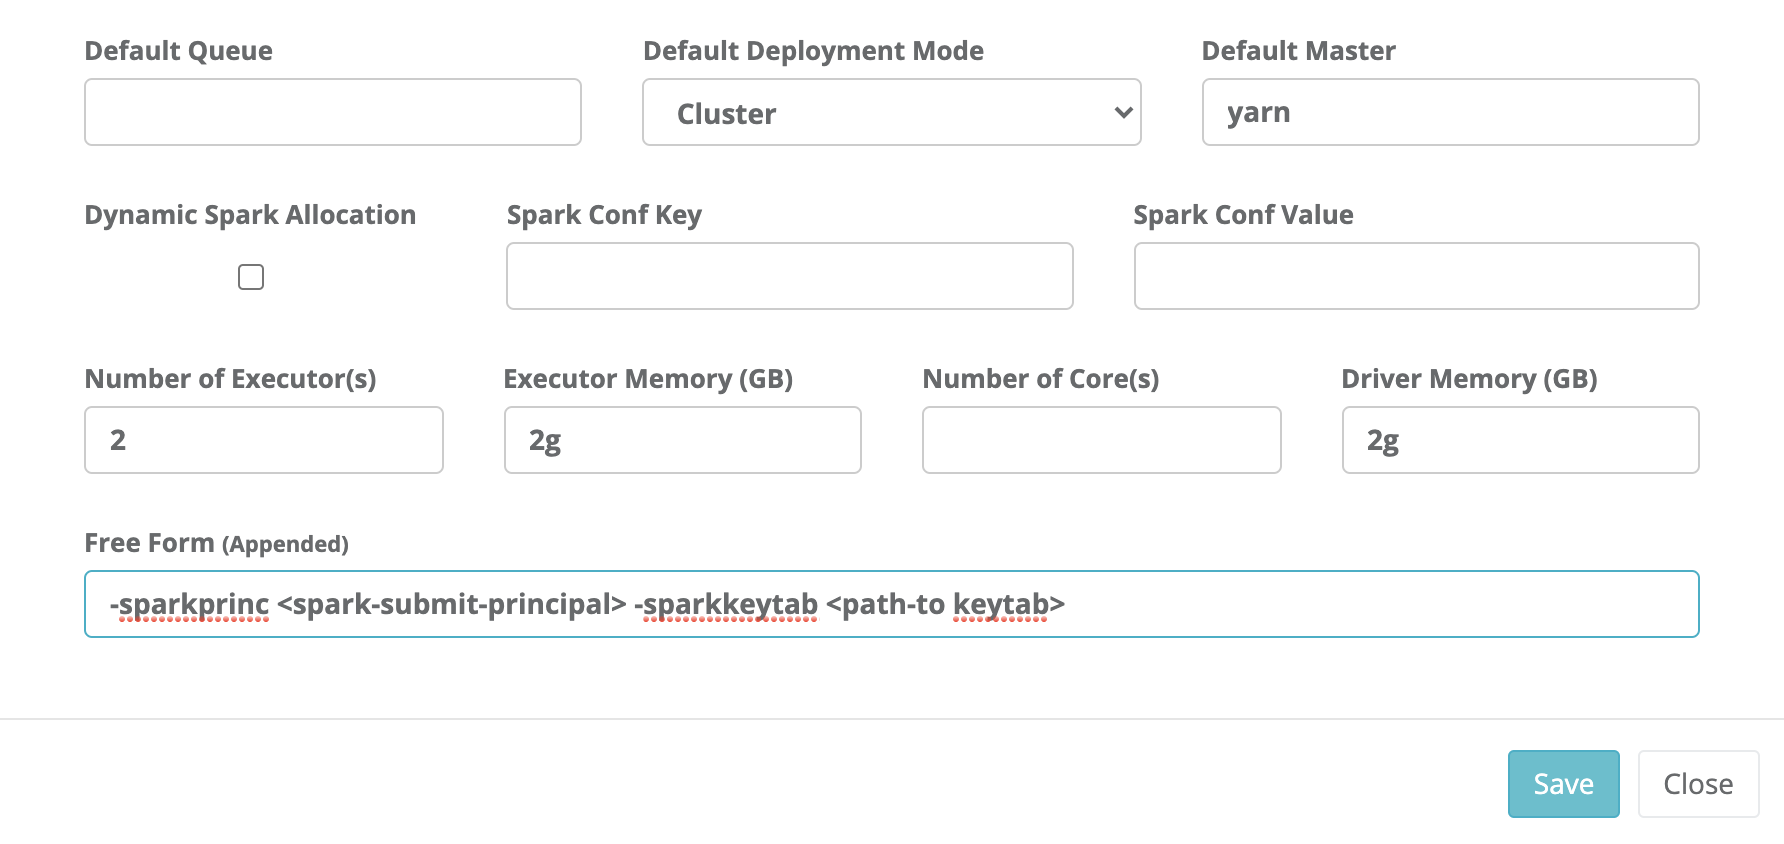 Default Queue Default Deployment Mode Default Master
Cluster yarn
Dynamic Spark Allocation Spark Conf Key Spark Conf Value
Number of Executor(s) Executor Memory (GB) Number of Core(s) Driver Memory (GB)
2 2g 2g
Free Form (Appended)
-sparkprinc <spark-submit-principal> -sparkkeytab <path-to keytab>
Save Close